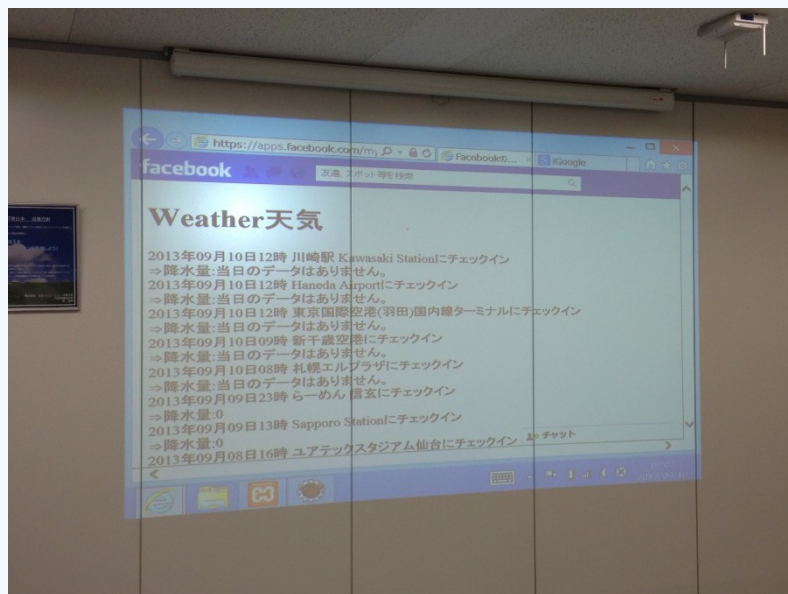 https://apps.facebook.com/my
Facebookの...
iGoogle
facebook
友達、スポット等を検索
Weather天気
2013年09月10日12時 川崎駅 Kawasaki Stationにチェックイン
⇒降水量:当日のデータはありません。
2013年09月10日12時 Haneda Airportにチェックイン
⇒降水量:当日のデータはありません。
2013年09月10日12時 東京国際空港(羽田)国内線ターミナルにチェックイン
⇒降水量:当日のデータはありません。
2013年09月10日09時 新千歳空港にチェックイン
⇒降水量:当日のデータはありません。
2013年09月10日08時 札幌エルプラザにチェックイン
⇒降水量:当日のデータはありません。
2013年09月09日23時 らーめん 信玄にチェックイン
⇒降水量:0
2013年09月09日13時 Sapporo Stationにチェックイン
⇒降水量:0
2013年09月08日16時 ユアテックスタジアム仙台にチェックイン
チャット